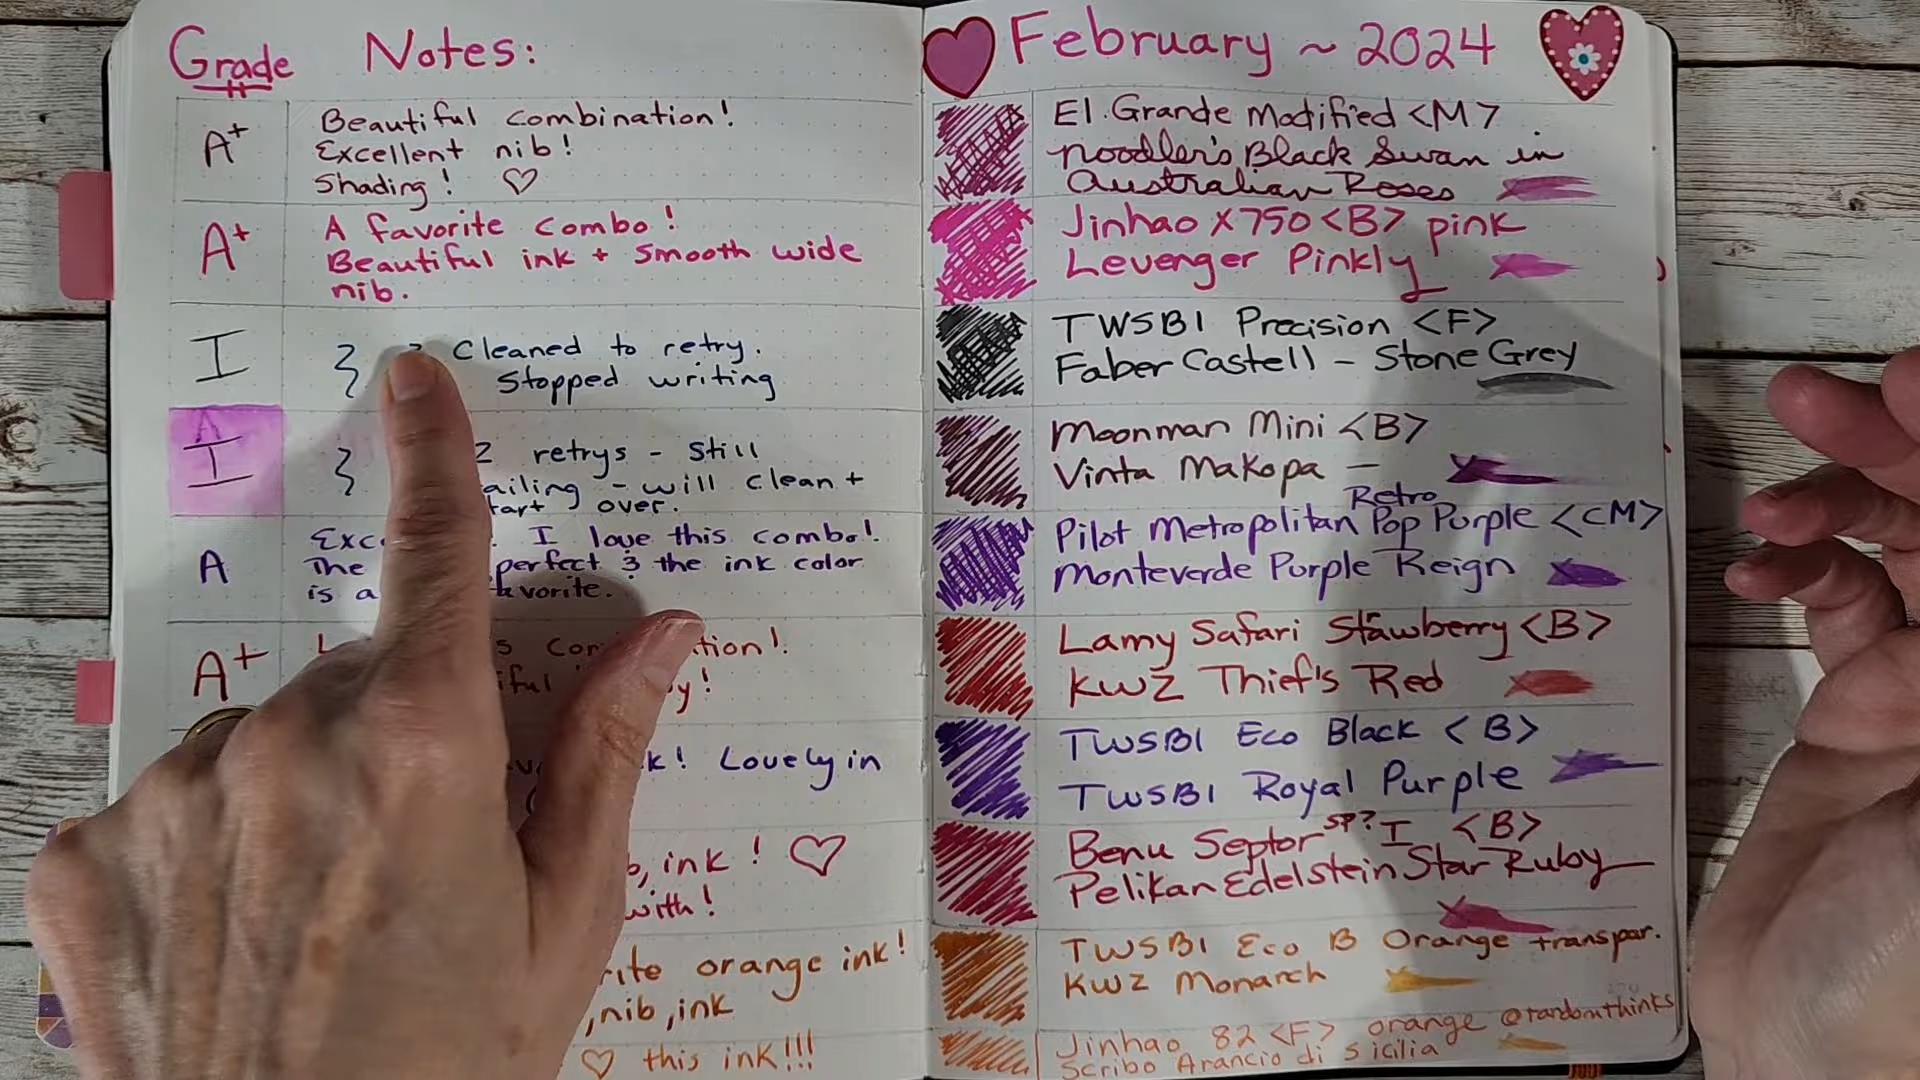 Grade Notes:
A+
Beautiful combination!
Excellent nib!
Shading! ♡
A+
A favorite combo!
Beautiful ink + smooth wide
nib.
I
Cleaned to retry.
Stopped writing
I
2 retrys - still
will clean +
over.
A
I love this combo!
The perfect & the ink color
is a
A+
! Lovely in
ink! ♡
with!
orange ink!
, nib, ink
♡ this ink!!!
February ~ 2024
El Grande Modified <M>
Noodler's Black Swan in
Australian Roses
Jinhao X750 <B> pink
Levenger Pinkly
TWSBI Precision <F>
Faber Castell - Stone Grey
Moonman Mini <B>
Vinta Makopa -
Retro
Pilot Metropolitan Pop Purple <CM>
Monteverde Purple Reign
Lamy Safari Stawberry <B>
KWZ Thief's Red
TWSBI Eco Black <B>
TWSBI Royal Purple
Benu Septor sp? I <B>
Pelikan Edelstein Star Ruby
TWSBI Eco B Orange transpar.
KWZ Monarch
Jinhao 82 <F> orange @randomthinks
Scribo Arancio di Sicilia